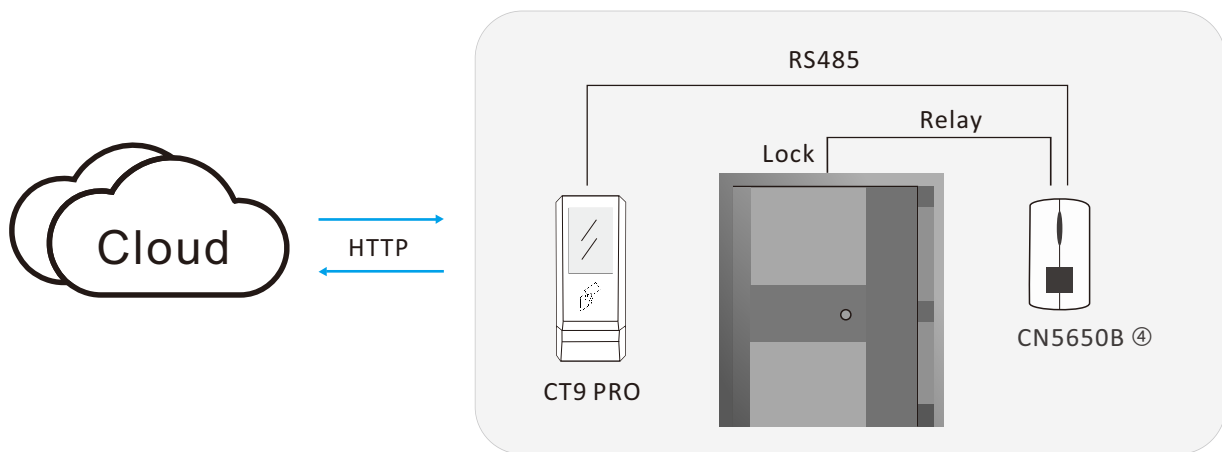 RS485
Relay
Lock
Cloud
HTTP
CN5650B ④
CT9 PRO